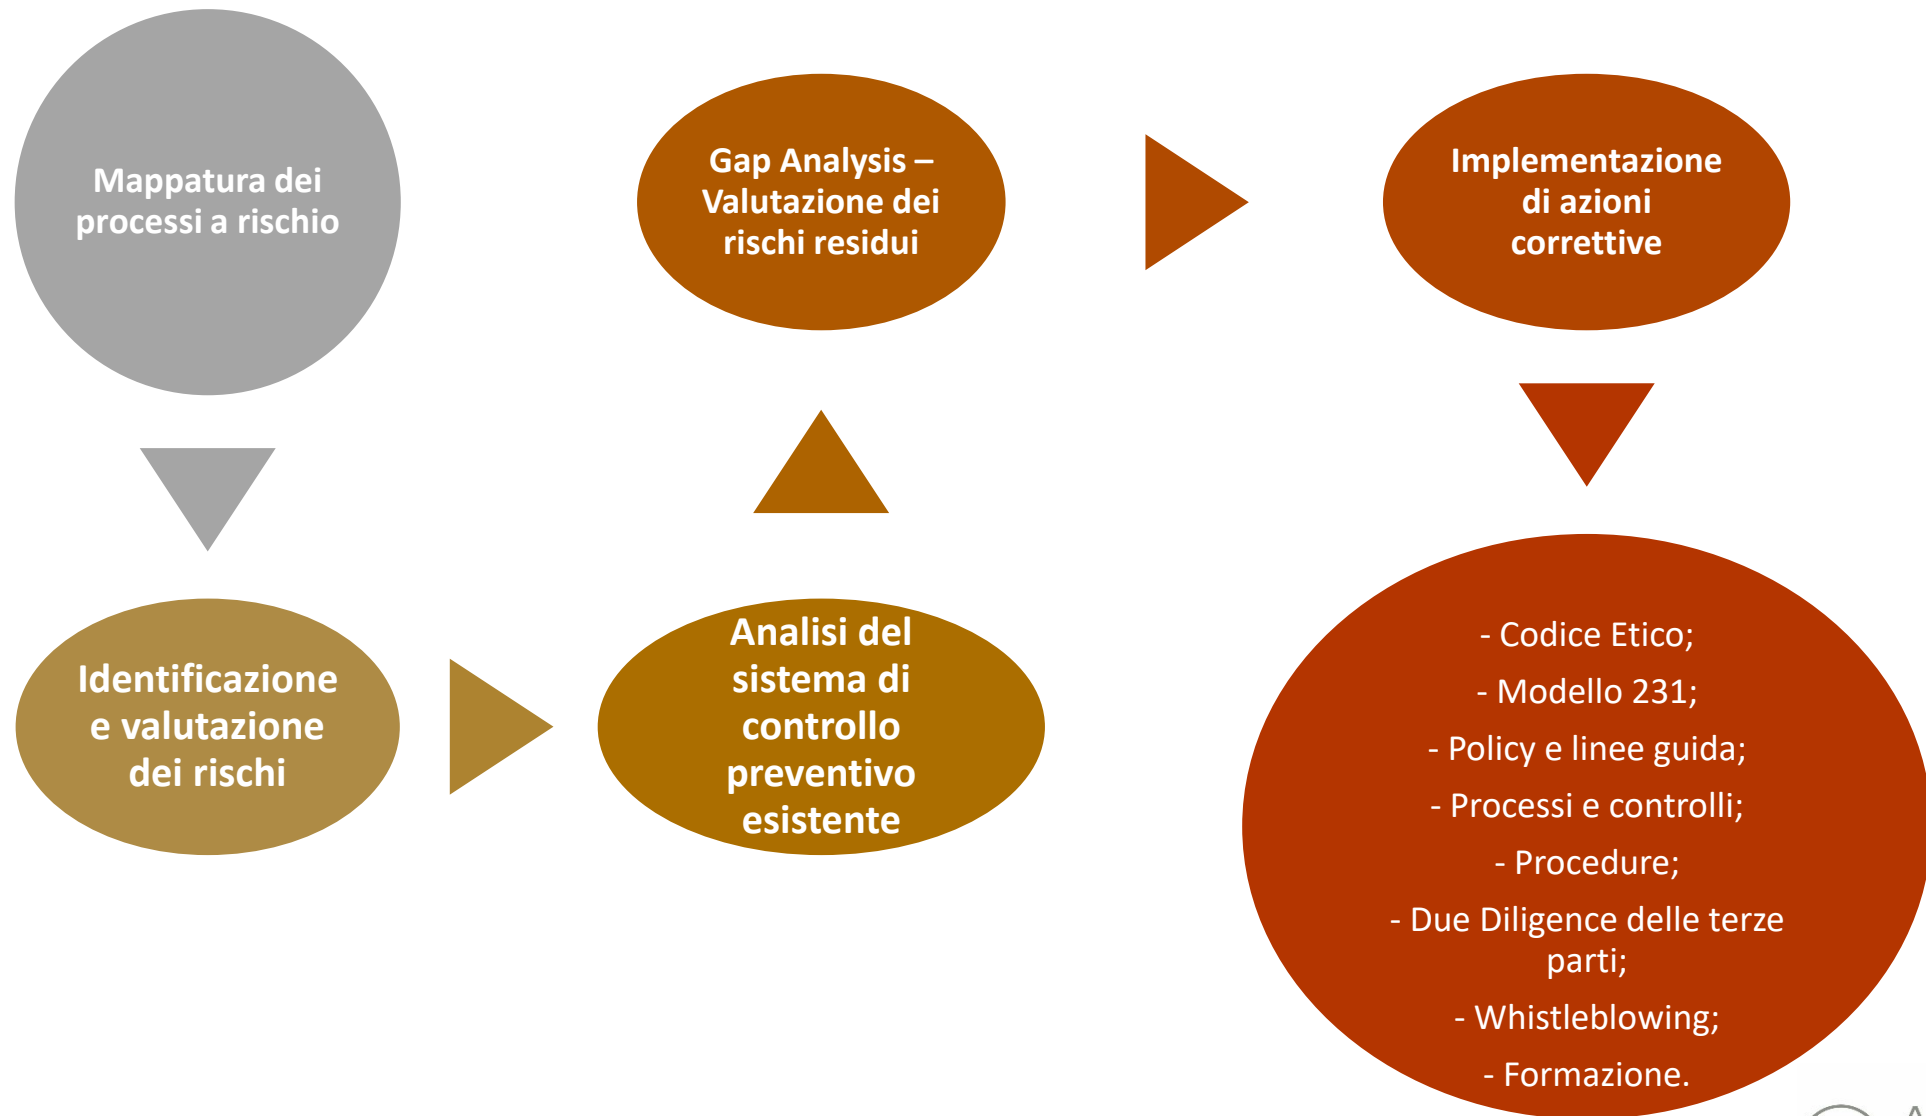 Mappatura dei
processi a rischio
Identificazione
e valutazione
dei rischi
Analisi del
sistema di
controllo
preventivo
esistente
Gap Analysis –
Valutazione dei
rischi residui
Implementazione
di azioni
correttive
- Codice Etico;
- Modello 231;
- Policy e linee guida;
- Processi e controlli;
- Procedure;
- Due Diligence delle terze
parti;
- Whistleblowing;
- Formazione.